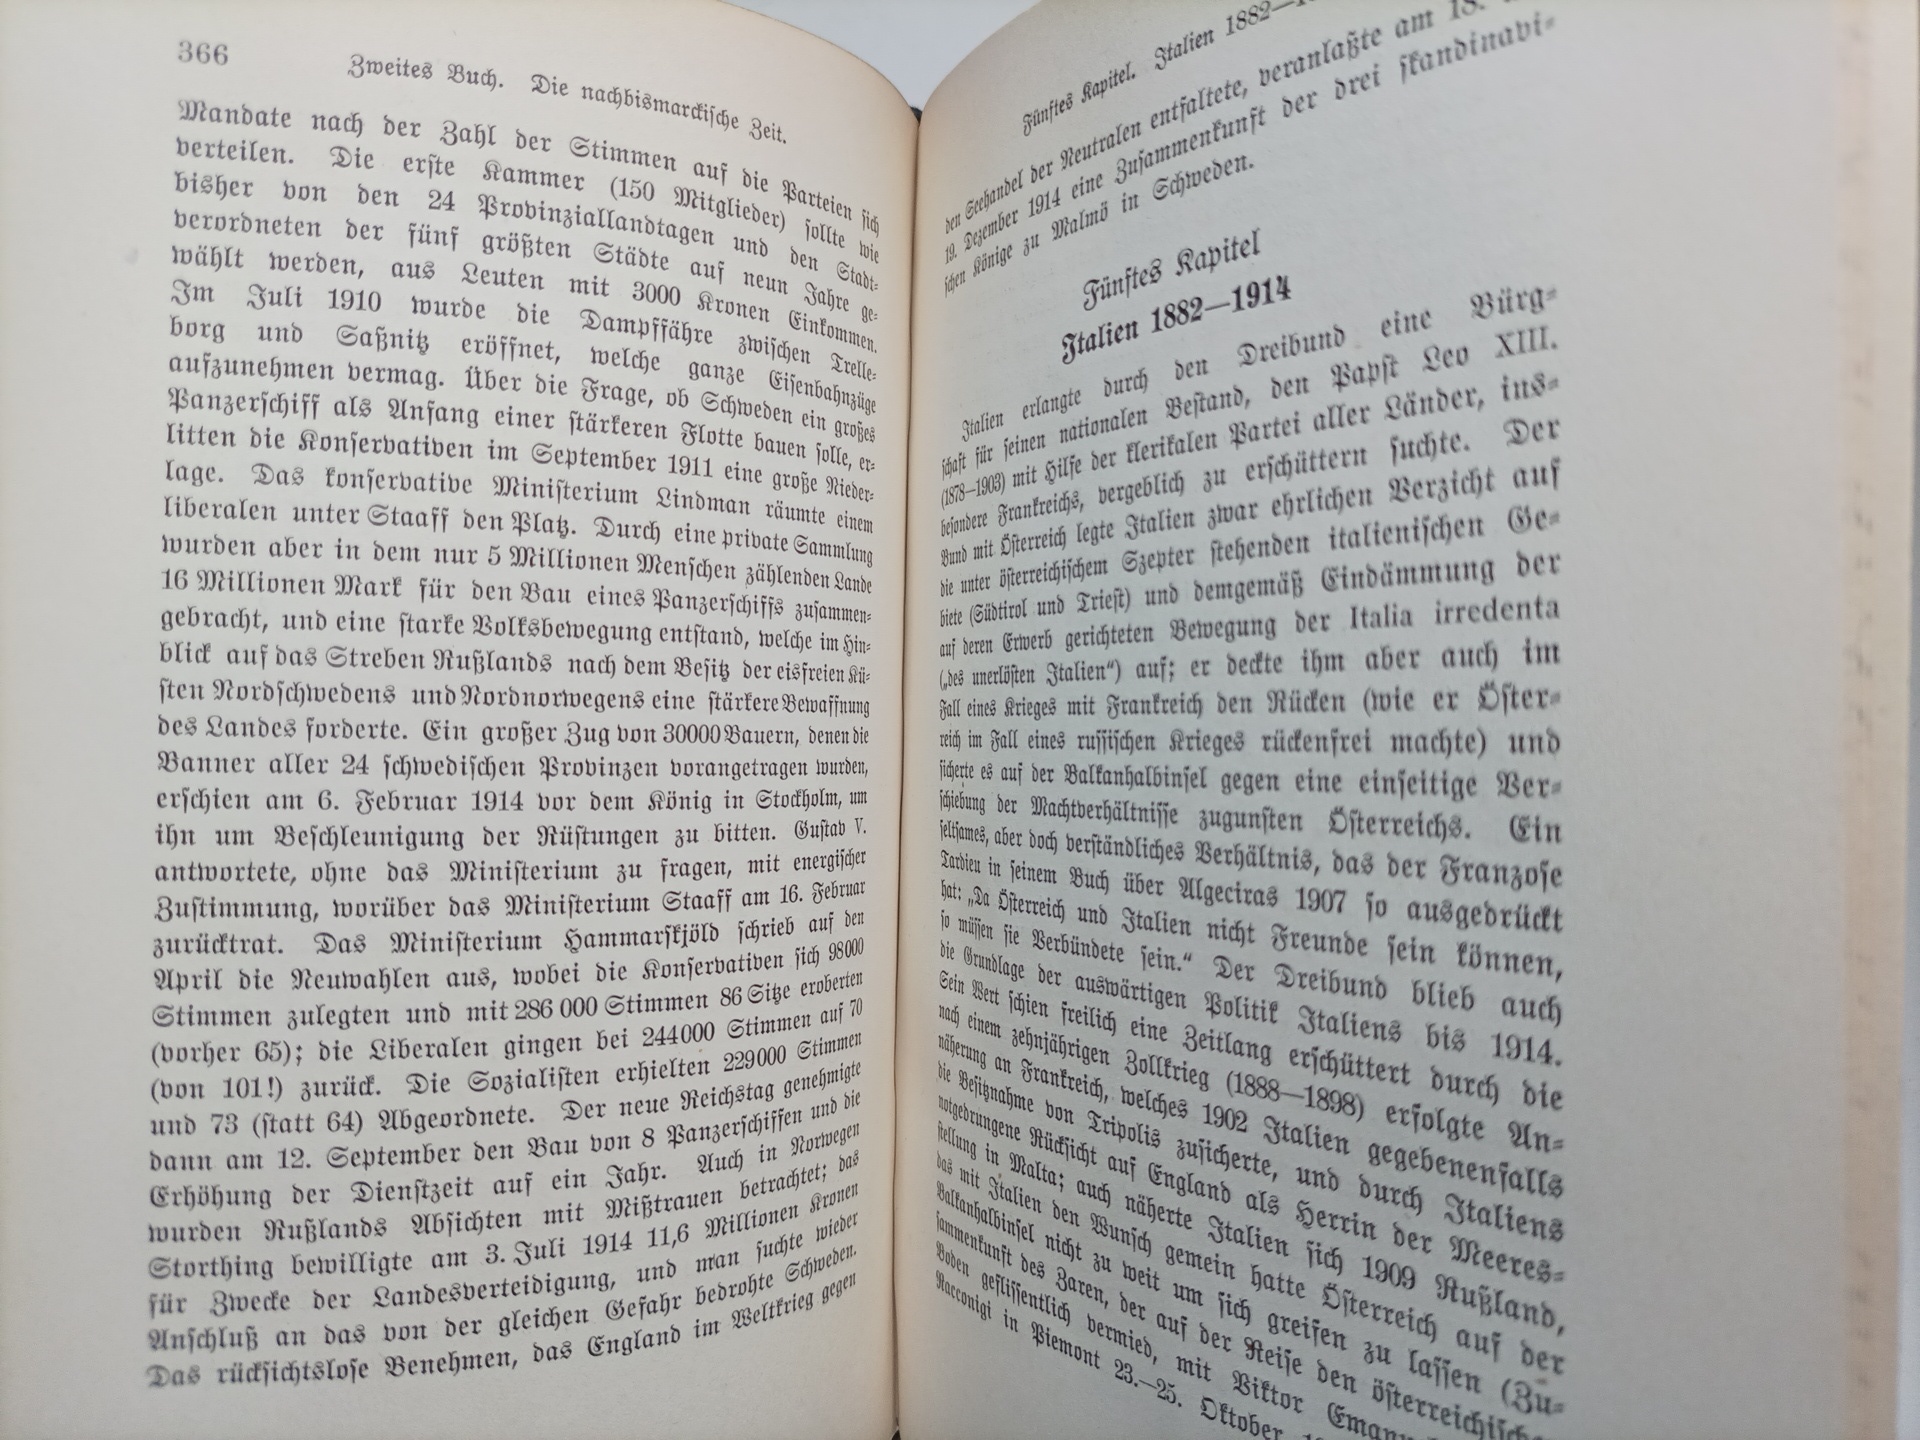 366
Zweites Buch. Die nachbismarckische Zeit.
Mandate nach der Zahl der Stimmen auf die Parteien sich
verteilen. Die erste Kammer (150 Mitglieder) sollte wie
bisher von den 24 Provinziallandtagen und den Stadt-
verordneten der fünf größten Städte auf neun Jahre ge-
wählt werden, aus Leuten mit 3000 Kronen Einkommen.
Im Juli 1910 wurde die Dampffähre zwischen Trelle-
borg und Saßnitz eröffnet, welche ganze Eisenbahnzüge
aufzunehmen vermag. Über die Frage, ob Schweden ein großes
Panzerschiff als Anfang einer stärkeren Flotte bauen solle, er-
litten die Konservativen im September 1911 eine große Nieder-
lage. Das konservative Ministerium Lindman räumte einem
liberalen unter Staaff den Platz. Durch eine private Sammlung
wurden aber in dem nur 5 Millionen Menschen zählenden Lande
16 Millionen Mark für den Bau eines Panzerschiffs zusammen-
gebracht, und eine starke Volksbewegung entstand, welche im Hin-
blick auf das Streben Rußlands nach dem Besitz der eisfreien Kü-
sten Nordschwedens und Nordnorwegens eine stärkere Bewaffnung
des Landes forderte. Ein großer Zug von 30000 Bauern, denen die
Banner aller 24 schwedischen Provinzen vorangetragen wurden,
erschien am 6. Februar 1914 vor dem König in Stockholm, um
ihn um Beschleunigung der Rüstungen zu bitten. Gustav V.
antwortete, ohne das Ministerium zu fragen, mit energischer
Zustimmung, worüber das Ministerium Staaff am 16. Februar
zurücktrat. Das Ministerium Hammarskjöld schrieb auf den
April die Neuwahlen aus, wobei die Konservativen sich 98000
Stimmen zulegten und mit 286 000 Stimmen 86 Sitze eroberten
(vorher 65); die Liberalen gingen bei 244000 Stimmen auf 70
(von 101!) zurück. Die Sozialisten erhielten 229000 Stimmen
und 73 (statt 64) Abgeordnete. Der neue Reichstag genehmigte
dann am 12. September den Bau von 8 Panzerschiffen und die
Erhöhung der Dienstzeit auf ein Jahr. Auch in Norwegen
wurden Rußlands Absichten mit Mißtrauen betrachtet; das
Storthing bewilligte am 3. Juli 1914 11,6 Millionen Kronen
für Zwecke der Landesverteidigung, und man suchte wieder
Anschluß an das von der gleichen Gefahr bedrohte Schweden.
Das rücksichtslose Benehmen, das England im Weltkrieg gegen
Fünftes Kapitel. Italien 1882—
den Seehandel der Neutralen entfaltete, veranlaßte am 18.
19. Dezember 1914 eine Zusammenkunft der drei skandinavi-
schen Könige zu Malmö in Schweden.
Fünftes Kapitel
Italien 1882—1914
Italien erlangte durch den Dreibund eine Bürg-
schaft für seinen nationalen Bestand, den Papst Leo XIII.
(1878—1903) mit Hilfe der klerikalen Partei aller Länder, ins-
besondere Frankreichs, vergeblich zu erschüttern suchte. Der
Bund mit Österreich legte Italien zwar ehrlichen Verzicht auf
die unter österreichischem Szepter stehenden italienischen Ge-
biete (Südtirol und Triest) und demgemäß Eindämmung der
auf deren Erwerb gerichteten Bewegung der Italia irredenta
(„des unerlösten Italien“) auf; er deckte ihm aber auch im
Fall eines Krieges mit Frankreich den Rücken (wie er Öster-
reich im Fall eines russischen Krieges rückenfrei machte) und
sicherte es auf der Balkanhalbinsel gegen eine einseitige Ver-
schiebung der Machtverhältnisse zugunsten Österreichs. Ein
seltsames, aber doch verständliches Verhältnis, das der Franzose
Tardieu in seinem Buch über Algeciras 1907 so ausgedrückt
hat: „Da Österreich und Italien nicht Freunde sein können,
so müssen sie Verbündete sein.“ Der Dreibund blieb auch
die Grundlage der auswärtigen Politik Italiens bis 1914.
Sein Wert schien freilich eine Zeitlang erschüttert durch die
nach einem zehnjährigen Zollkrieg (1888—1898) erfolgte An-
näherung an Frankreich, welches 1902 Italien gegebenenfalls
die Besitznahme von Tripolis zusicherte, und durch Italiens
notgedrungene Rücksicht auf England als Herrin der Meeres-
stellung in Malta; auch näherte Italien sich 1909 Rußland,
das mit Italien den Wunsch gemein hatte Österreich auf der
Balkanhalbinsel nicht zu weit um sich greifen zu lassen (Zu-
sammenkunft des Zaren, der auf der Reise den österreichischen
Boden geflissentlich vermied, mit Viktor
Racconigi in Piemont 23.—25. Oktober